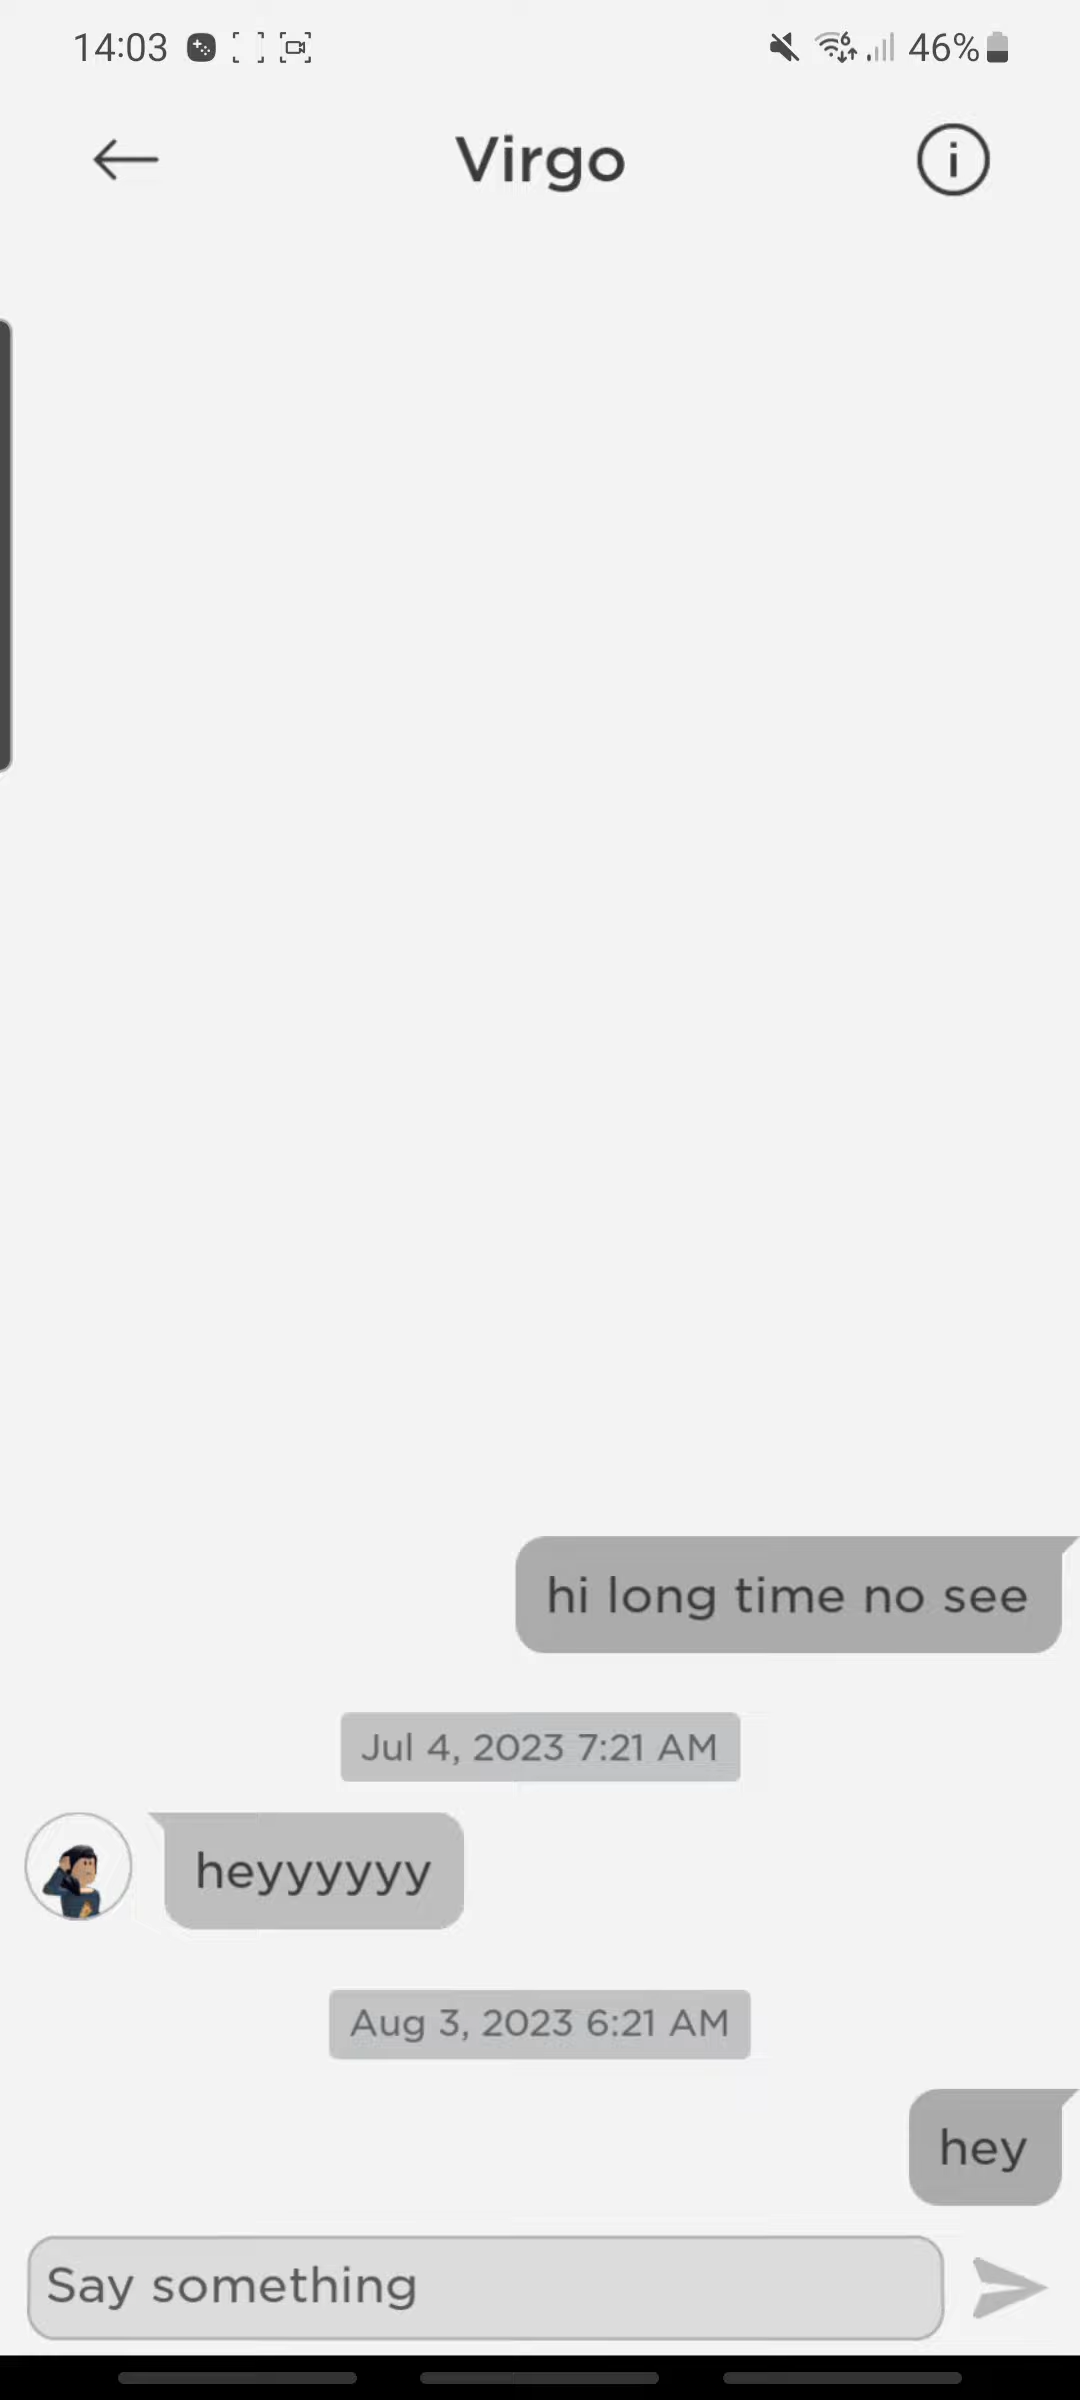 14:03
6
46%
Virgo
hi long time no see
Jul 4, 2023 7:21 AM
heyyyyyy
Aug 3, 2023 6:21 AM
hey
Say something